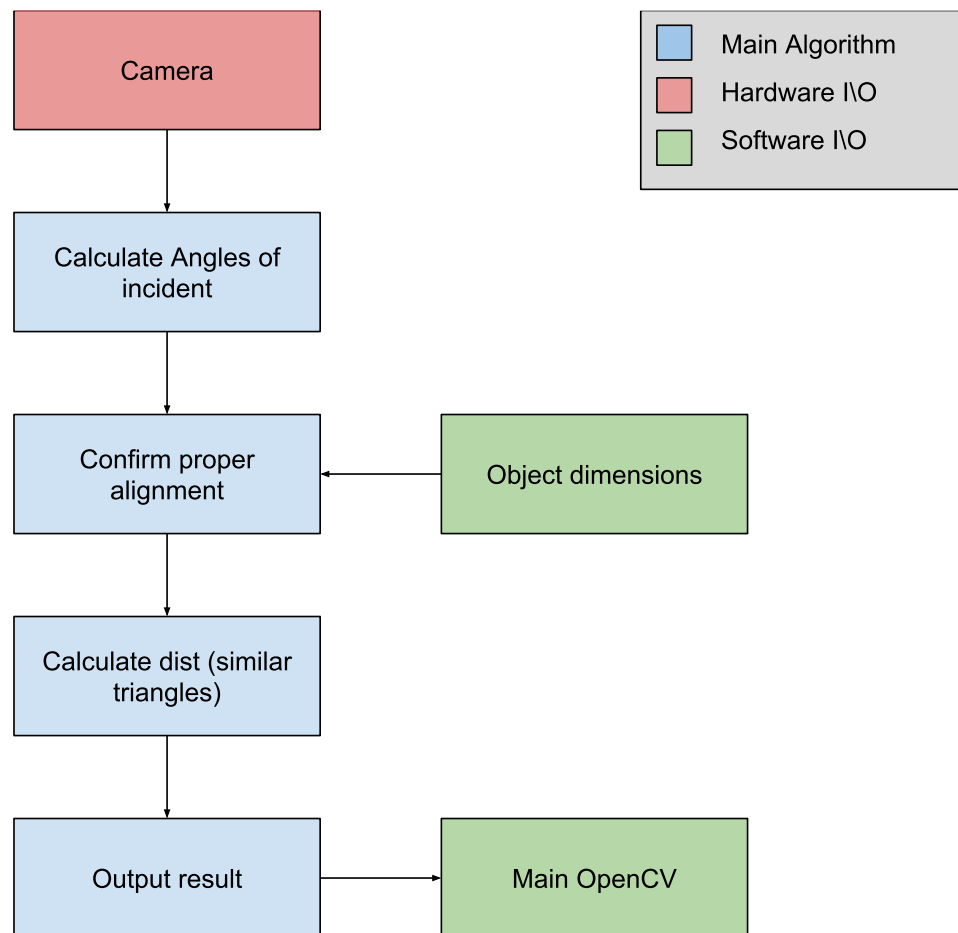 Camera
Main Algorithm
Hardware I\O
Software I\O
Calculate Angles of
incident
Confirm proper
alignment
Object dimensions
Calculate dist (similar
triangles)
Output result
Main OpenCV